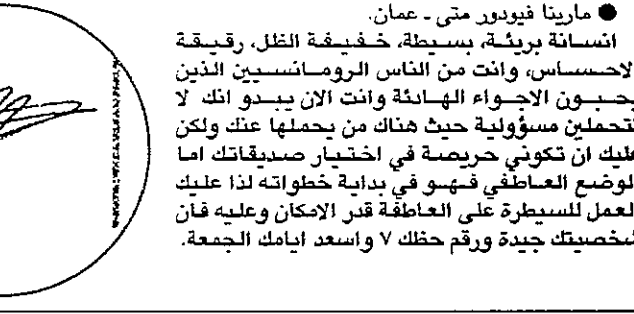 ● مارينا فيودور متى ـ عمان.
انسانة بريئة، بسيطة، خفيفة الظل، رقيقة
الاحساس، وانت من الناس الرومانسيين الذين
يحبون الاجواء الهادئة وانت الان يبدو انك لا
تتحملين مسؤولية حيث هناك من يحملها عنك ولكن
عليك ان تكوني حريصة في اختيار صديقاتك اما
الوضع العاطفي فهو في بداية خطواته لذا عليك
العمل للسيطرة على العاطفة قدر الامكان وعليه فان
شخصيتك جيدة ورقم حظك ٧ واسعد ايامك الجمعة.